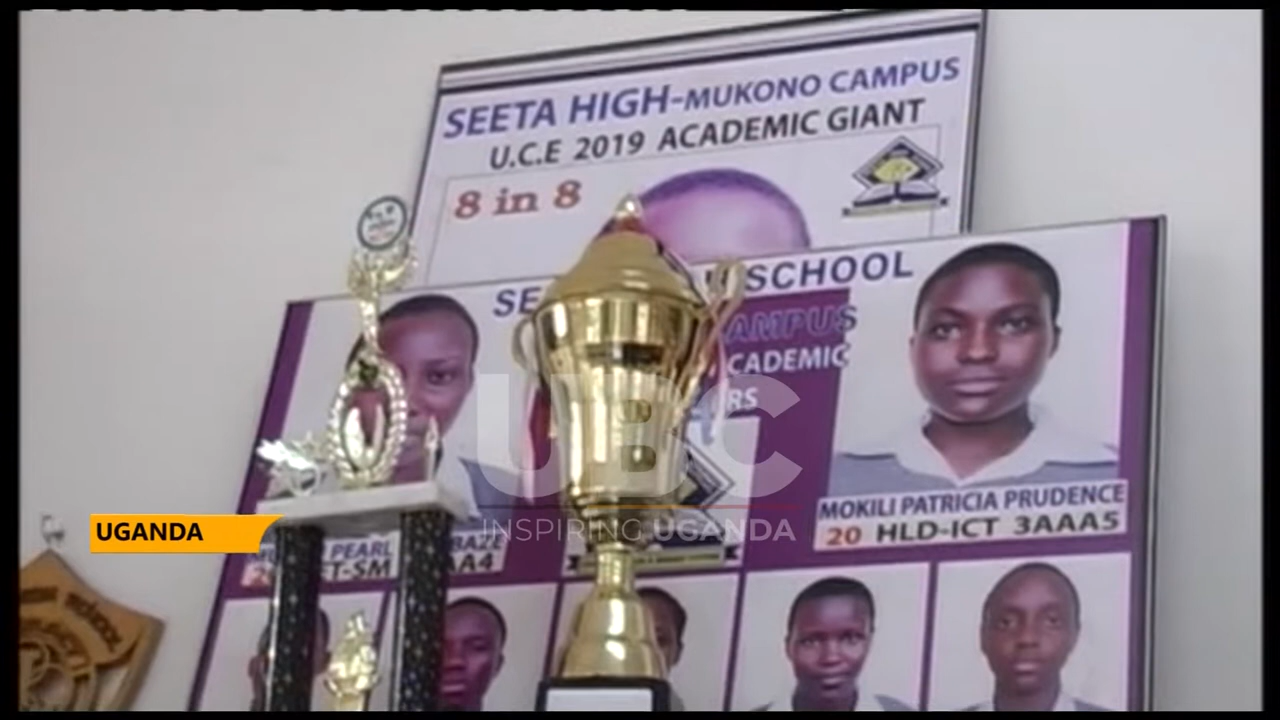 SEETA HIGH-MUKONO CAMPUS
U.C.E 2019 ACADEMIC GIANT
8 in 8
SCHOOL
CAMPUS
ACADEMIC
UBC
INSPIRING UGANDA
MOKILI PATRICIA PRUDENCE
20 HLD-ICT 3AAA5
UGANDA
PEARL